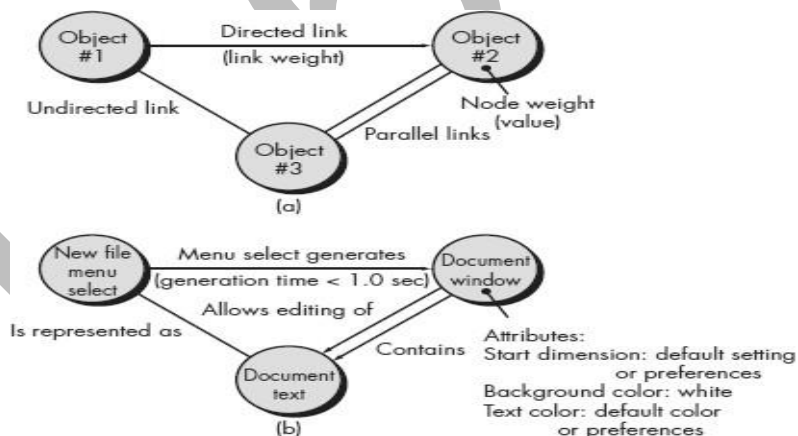 Object
#1
Directed link
(link weight)
Object
#2
Undirected link
Node weight
(value)
Parallel links
Object
#3
(a)
New file
menu
select
Menu select generates
(generation time < 1.0 sec)
Document
window
Allows editing of
Is represented as
Contains
Document
text
Attributes:
Start dimension: default setting
or preferences
Background color: white
Text color: default color
or preferences
(b)